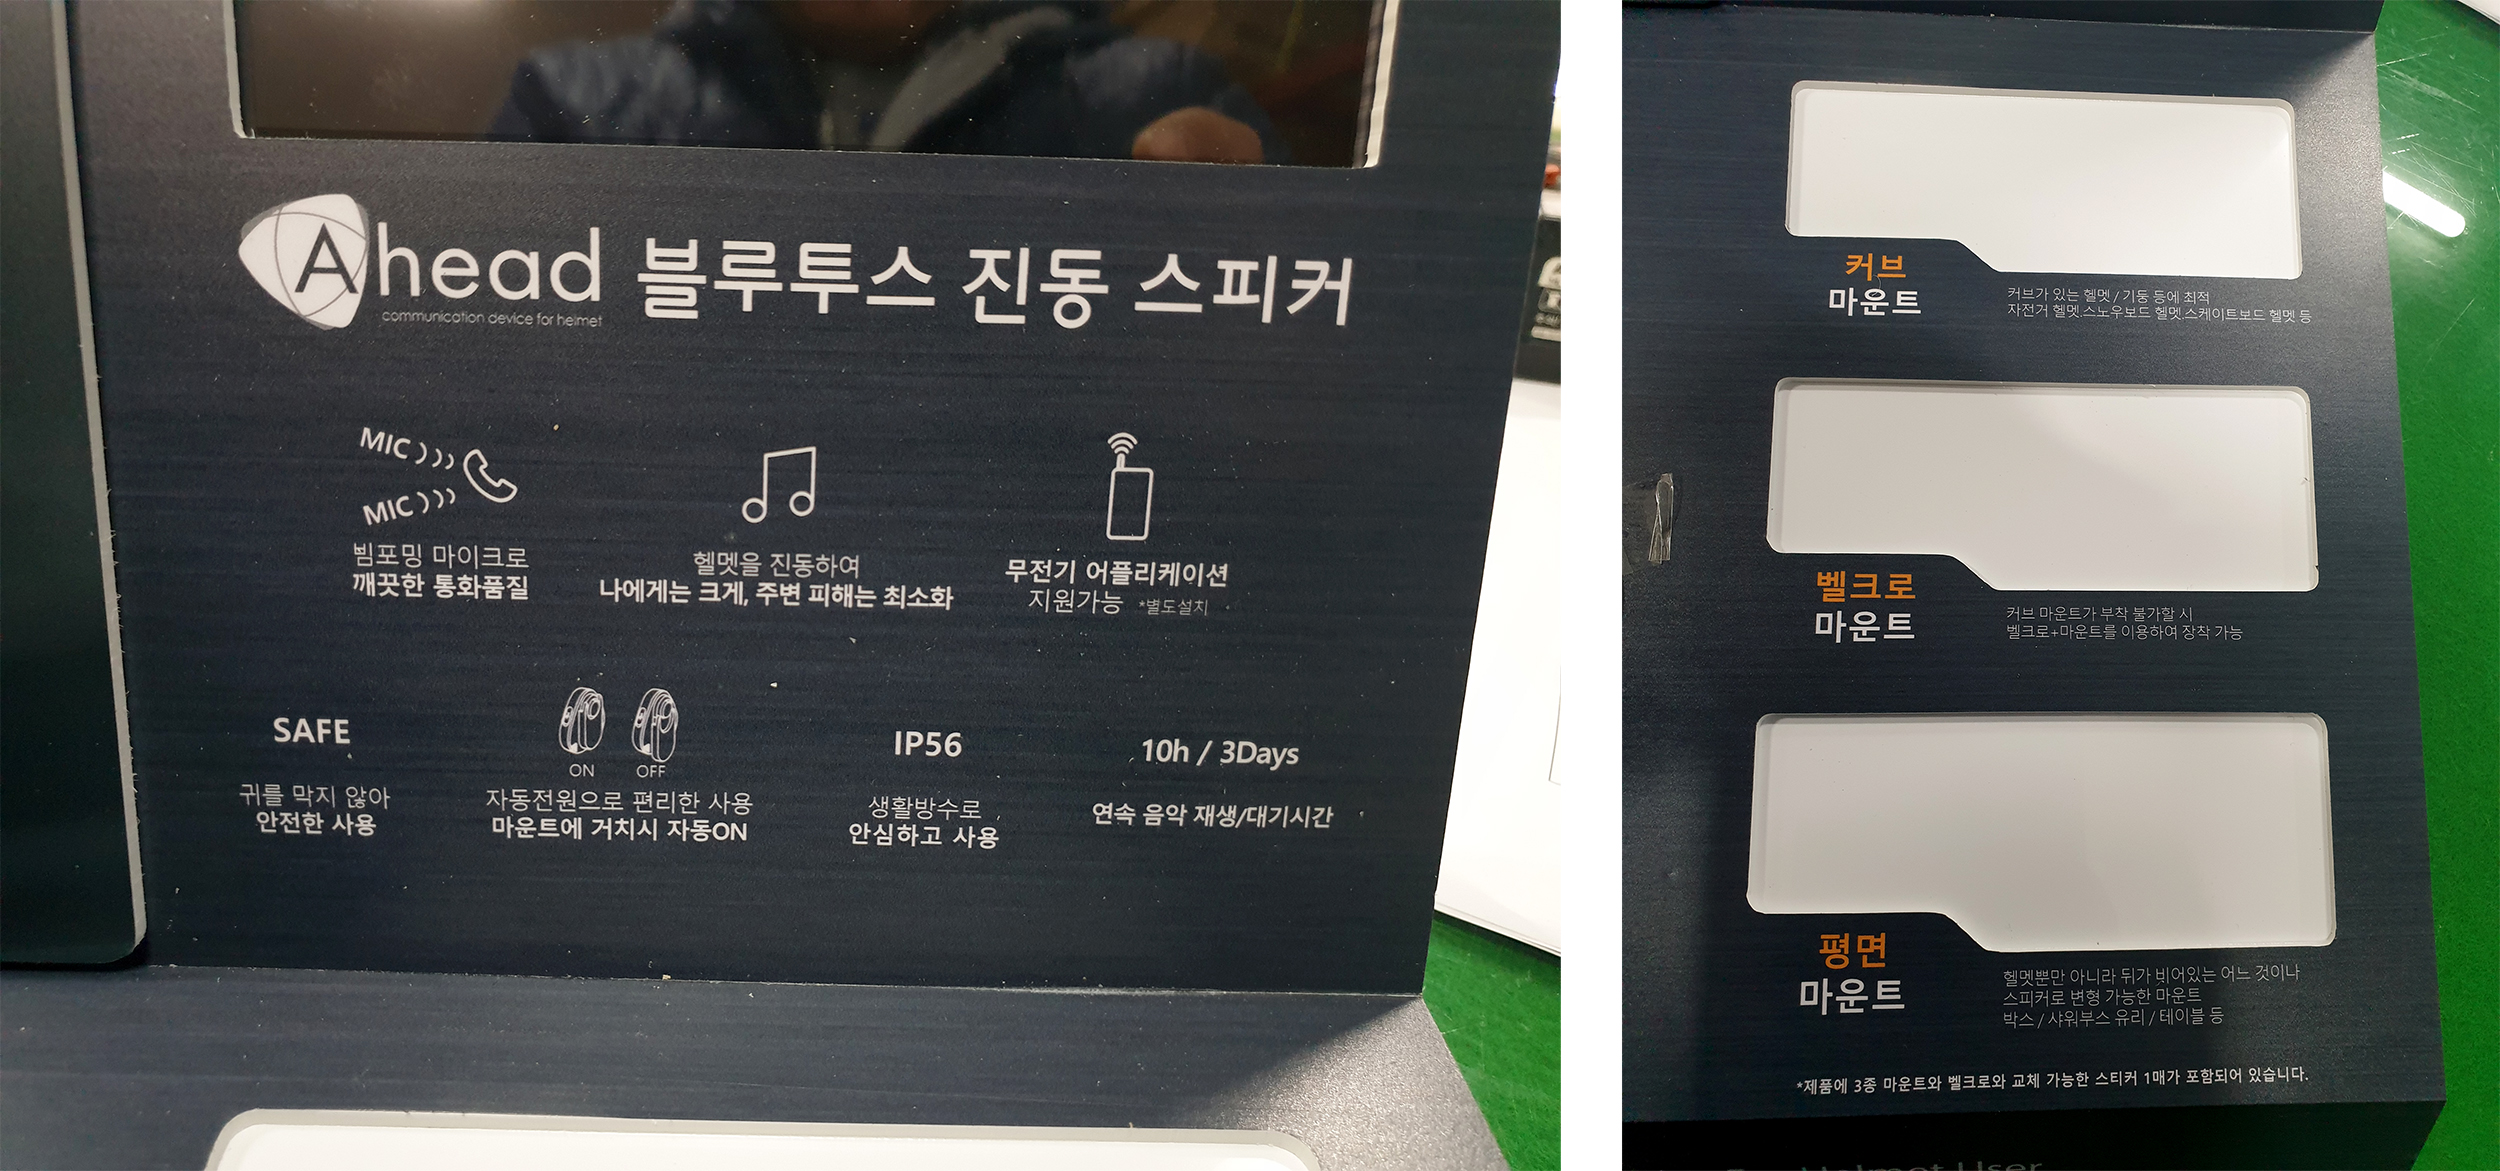 Ahead 블루투스 진동 스피커
communication device for helmet
MIC
MIC
빔포밍 마이크로
깨끗한 통화품질
헬멧을 진동하여
나에게는 크게, 주변 피해는 최소화
무전기 어플리케이션
지원가능 *별도설치
SAFE
귀를 막지 않아
안전한 사용
ON OFF
자동전원으로 편리한 사용
마운트에 거치시 자동ON
IP56
생활방수로
안심하고 사용
10h / 3Days
연속 음악 재생/대기시간
커브
마운트
커브가 있는 헬멧 / 기둥 등에 최적
자전거 헬멧.스노우보드 헬멧.스케이트보드 헬멧 등
벨크로
마운트
커브 마운트가 부착 불가할 시
벨크로+마운트를 이용하여 장착 가능
평면
마운트
헬멧뿐만 아니라 뒤가 비어있는 어느 것이나
스피커로 변형 가능한 마운트
박스 / 샤워부스 유리 / 테이블 등
*제품에 3종 마운트와 벨크로와 교체 가능한 스티커 1매가 포함되어 있습니다.
Helmet User